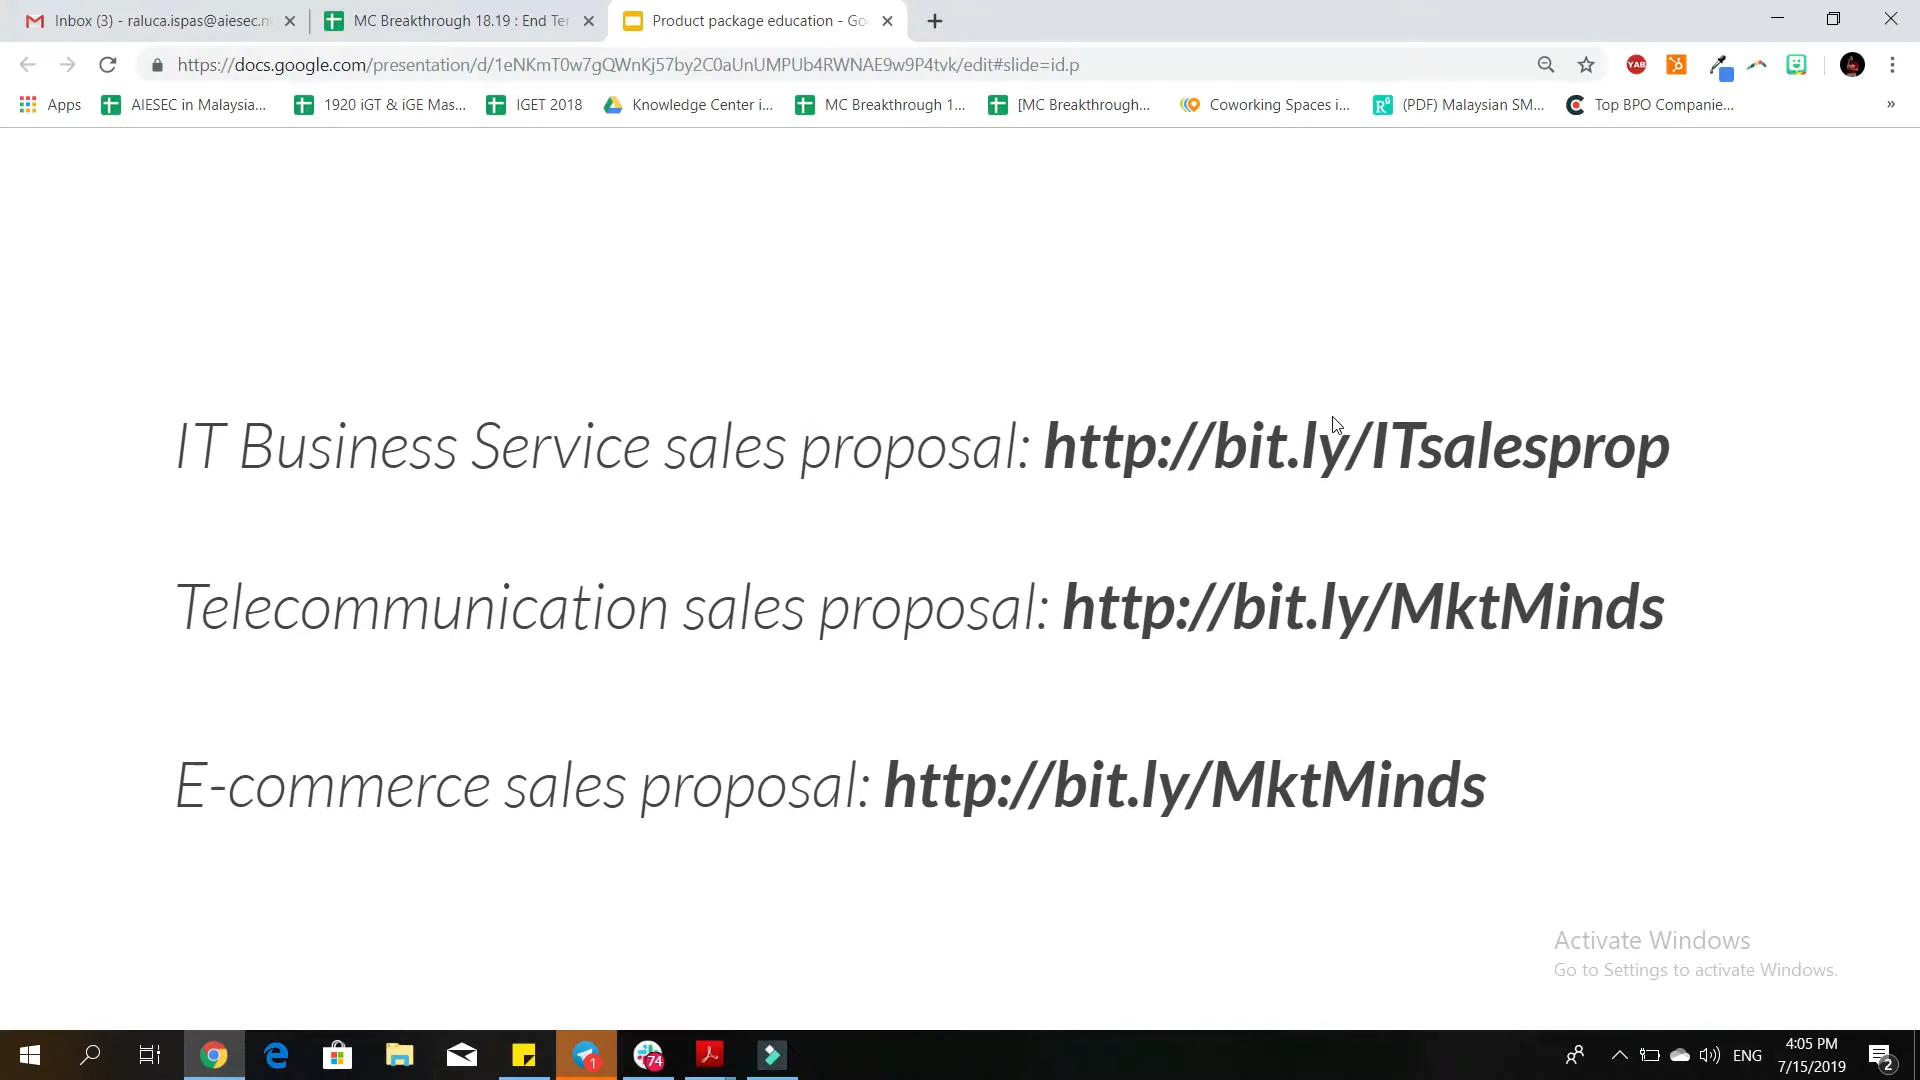 Inbox (3) - raluca.ispas@aiesec.n
MC Breakthrough 18.19 : End Ter
Product package education - Go
https://docs.google.com/presentation/d/1eNKmT0w7gQWnKj57by2C0aUnUMPUb4RWNAE9w9P4tvk/edit#slide=id.p
YAB
Apps
AIESEC in Malaysia...
1920 iGT & iGE Mas...
IGET 2018
Knowledge Center i...
MC Breakthrough 1...
[MC Breakthrough...
Coworking Spaces i...
(PDF) Malaysian SM...
Top BPO Companie...
»
IT Business Service sales proposal: http://bit.ly/ITsalesprop
Telecommunication sales proposal: http://bit.ly/MktMinds
E-commerce sales proposal: http://bit.ly/MktMinds
Activate Windows
Go to Settings to activate Windows.
1
74
ENG
4:05 PM
7/15/2019
2